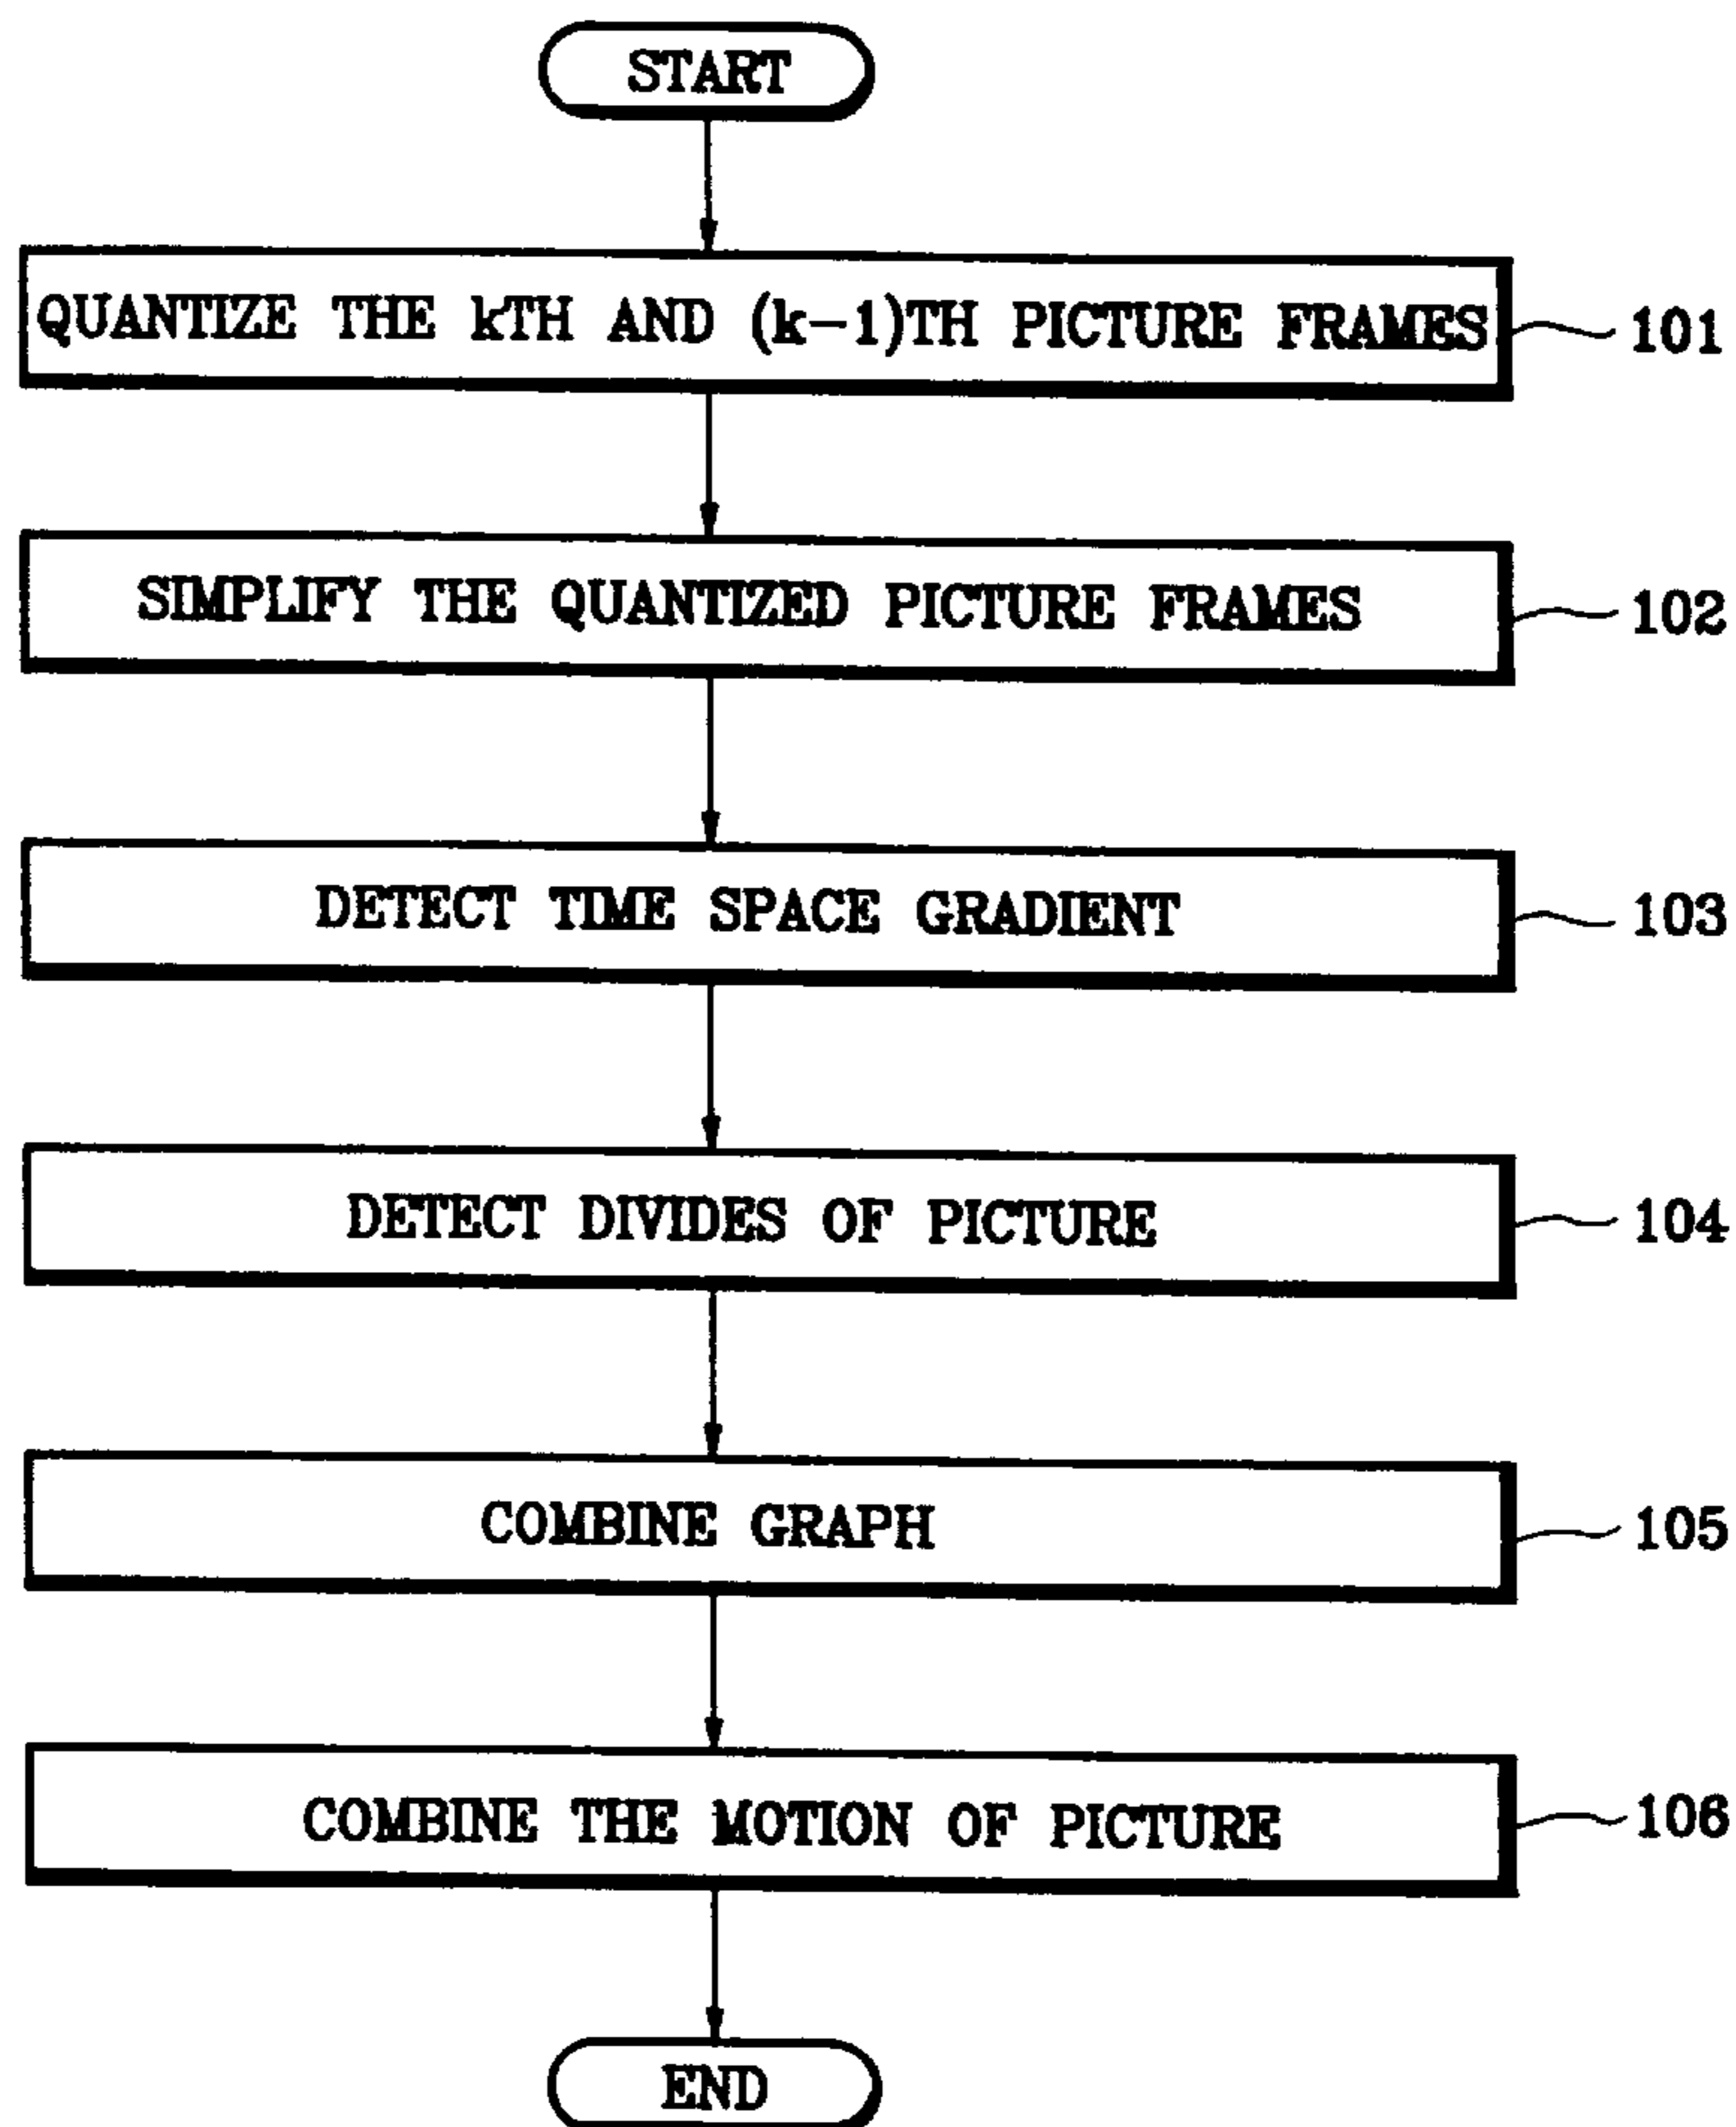 START
QUANTIZE THE kTH AND (k-1)TH PICTURE FRAMES 101
SIMPLIFY THE QUANTIZED PICTURE FRAMES 102
DETECT TIME SPACE GRADIENT 103
DETECT DIVIDES OF PICTURE 104
COMBINE GRAPH 105
COMBINE THE MOTION OF PICTURE 106
END